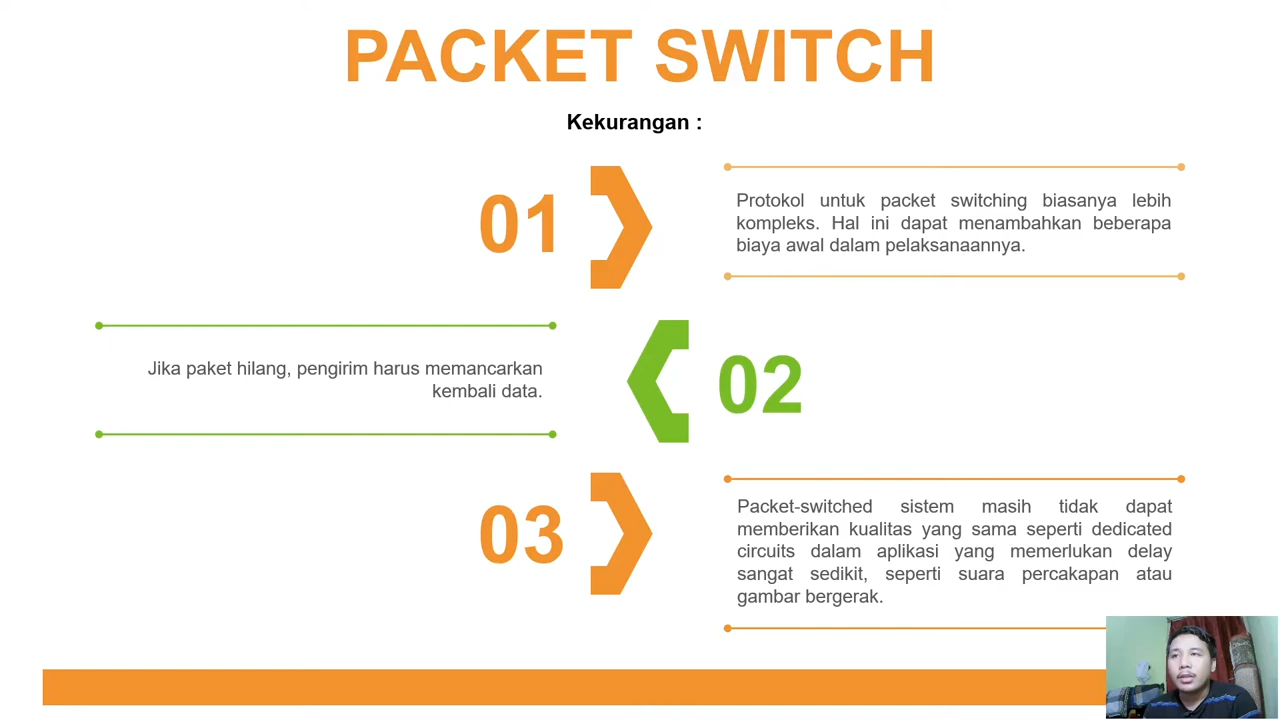 PACKET SWITCH
Kekurangan :
01
Protokol untuk packet switching biasanya lebih
kompleks. Hal ini dapat menambahkan beberapa
biaya awal dalam pelaksanaannya.
Jika paket hilang, pengirim harus memancarkan
kembali data.
02
03
Packet-switched sistem masih tidak dapat
memberikan kualitas yang sama seperti dedicated
circuits dalam aplikasi yang memerlukan delay
sangat sedikit, seperti suara percakapan atau
gambar bergerak.